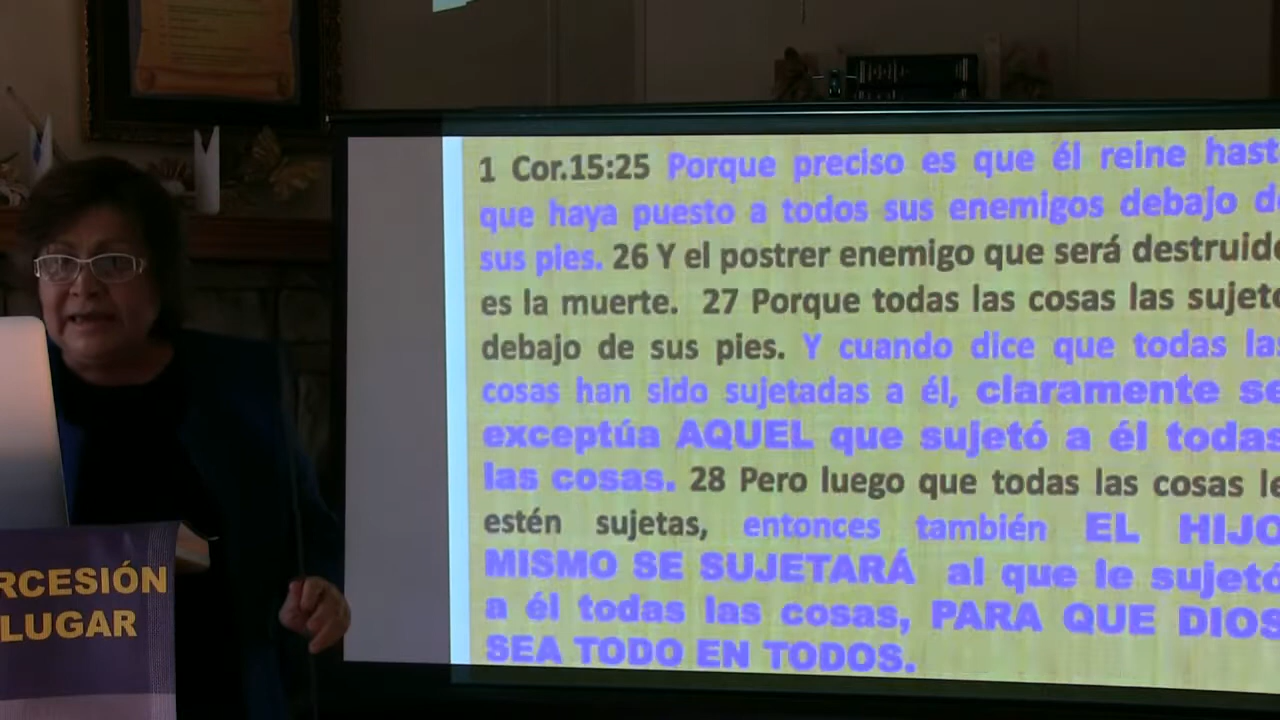 1 Cor.15:25 Porque preciso es que él reine hast
que haya puesto a todos sus enemigos debajo d
sus pies. 26 Y el postrer enemigo que será destruido
es la muerte. 27 Porque todas las cosas las sujetó
debajo de sus pies. Y cuando dice que todas las
cosas han sido sujetadas a él, claramente se
exceptúa AQUEL que sujetó a él todas
las cosas. 28 Pero luego que todas las cosas le
estén sujetas, entonces también EL HIJO
MISMO SE SUJETARÁ al que le sujetó
a él todas las cosas, PARA QUE DIOS
SEA TODO EN TODOS.
RCESIÓN
LUGAR